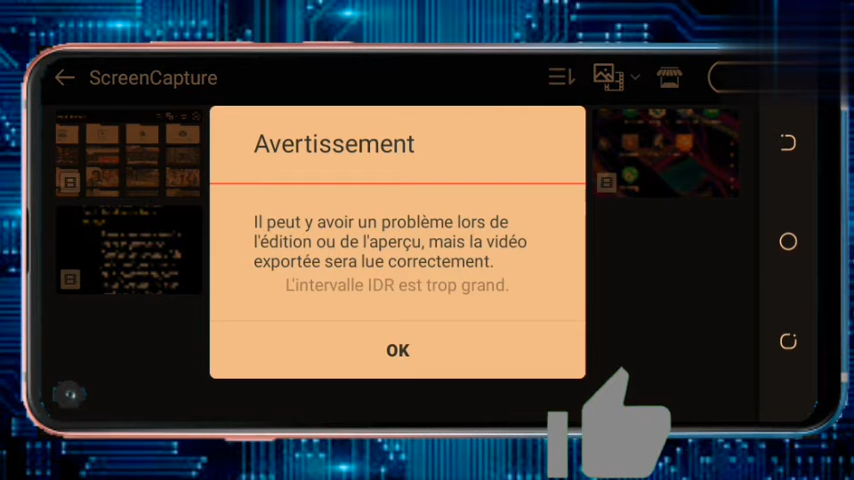 ScreenCapture
Avertissement
Il peut y avoir un problème lors de
l'édition ou de l'aperçu, mais la vidéo
exportée sera lue correctement.
L'intervalle IDR est trop grand.
OK